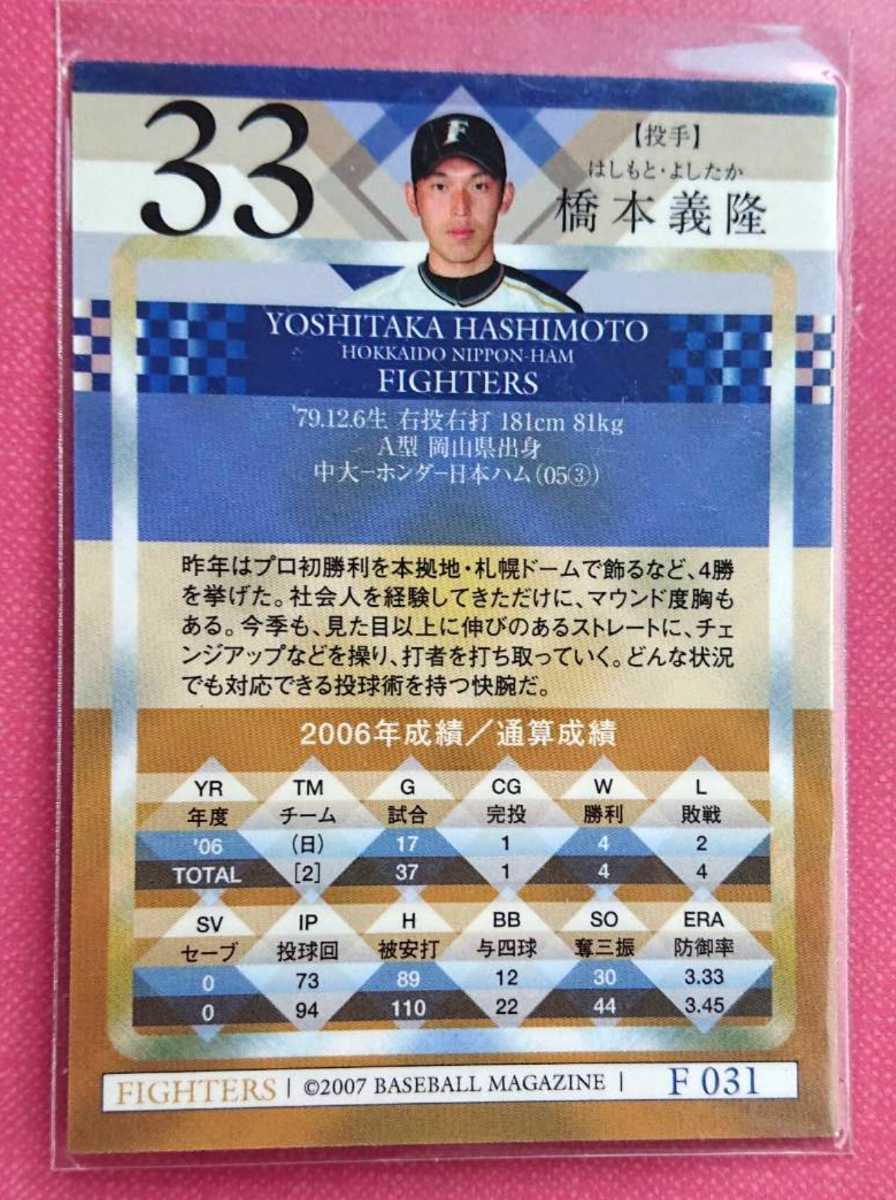 33
F
【投手】
はしもと・よしたか
橋本義隆
YOSHITAKA HASHIMOTO
HOKKAIDO NIPPON-HAM
FIGHTERS
'79.12.6生 右投右打 181cm 81kg
A型 岡山県出身
中大ーホンダー日本ハム(05③)
昨年はプロ初勝利を本拠地・札幌ドームで飾るなど、4勝
を挙げた。社会人を経験してきただけに、マウンド度胸も
ある。今季も、見た目以上に伸びのあるストレートに、チェ
ンジアップなどを操り、打者を打ち取っていく。どんな状況
でも対応できる投球術を持つ快腕だ。
2006年成績／通算成績
YR TM G CG W L
年度 チーム 試合 完投 勝利 敗戦
'06 (日) 17 1 4 2
TOTAL [2] 37 1 4 4
SV IP H BB SO ERA
セーブ 投球回 被安打 与四球 奪三振 防御率
0 73 89 12 30 3.33
0 94 110 22 44 3.45
FIGHTERS | ©2007 BASEBALL MAGAZINE | F 031